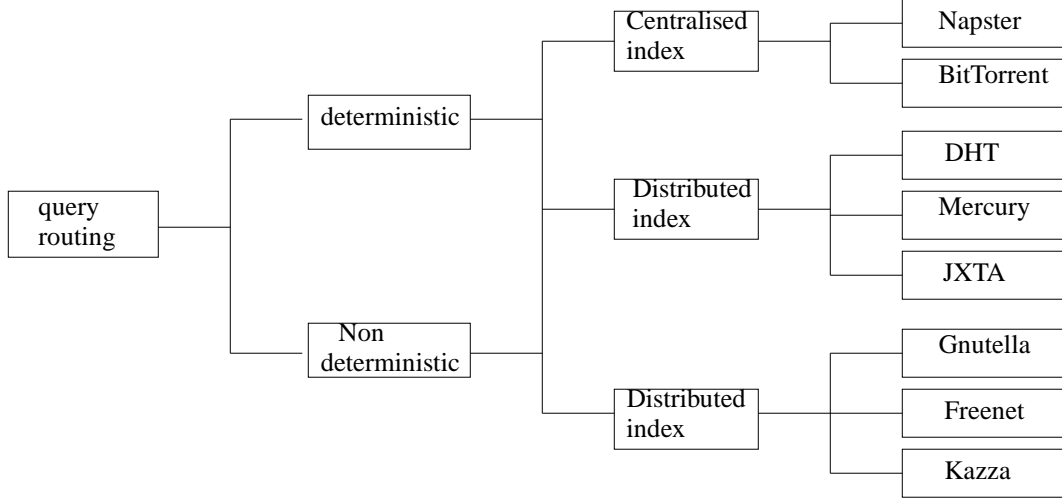 query
routing
deterministic
Non
deterministic
Centralised
index
Distributed
index
Distributed
index
Napster
BitTorrent
DHT
Mercury
JXTA
Gnutella
Freenet
Kazza